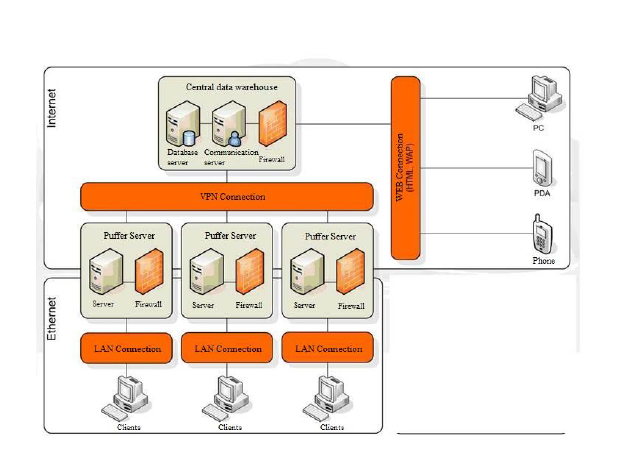 Internet
Central data warehouse
Database server
Communication server
Firewall
VPN Connection
WEB Connection
(HTML WAP)
PC
PDA
Phone
Puffer Server
Puffer Server
Puffer Server
Server
Firewall
Server
Firewall
Server
Firewall
Ethernet
LAN Connection
LAN Connection
LAN Connection
Clients
Clients
Clients